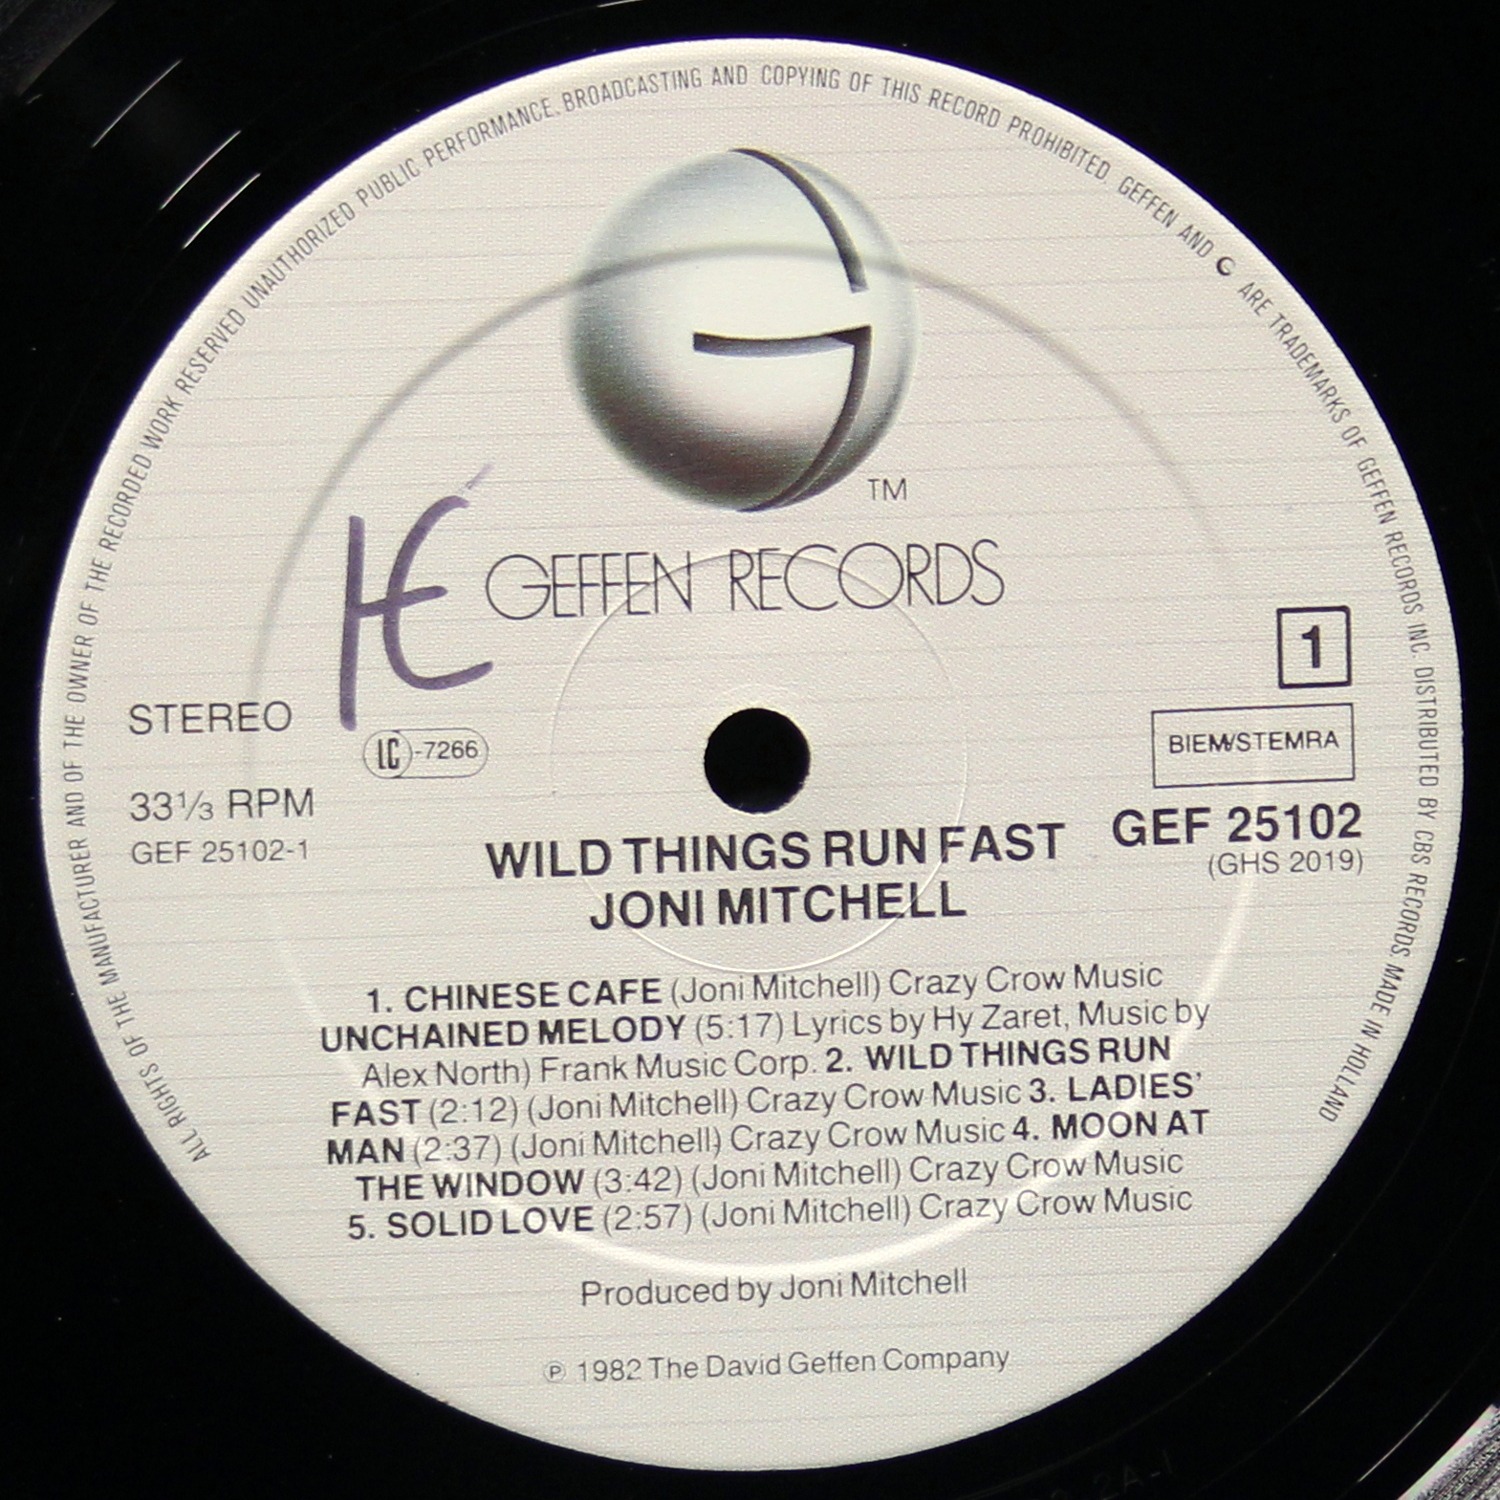 ALL RIGHTS OF THE MANUFACTURER AND OF THE OWNER OF THE RECORDED WORK RESERVED UNAUTHORIZED PUBLIC PERFORMANCE, BROADCASTING AND COPYING OF THIS RECORD PROHIBITED. GEFFEN AND G ARE TRADEMARKS OF GEFFEN RECORDS INC. DISTRIBUTED BY CBS RECORDS. MADE IN HOLLAND
TM
GEFFEN RECORDS
HE
1
STEREO
LC-7266
BIEM/STEMRA
33⅓ RPM
GEF 25102-1
GEF 25102
(GHS 2019)
WILD THINGS RUN FAST
JONI MITCHELL
1. CHINESE CAFE (Joni Mitchell) Crazy Crow Music
UNCHAINED MELODY (5:17) Lyrics by Hy Zaret, Music by
Alex North) Frank Music Corp. 2. WILD THINGS RUN
FAST (2:12) (Joni Mitchell) Crazy Crow Music 3. LADIES'
MAN (2:37) (Joni Mitchell) Crazy Crow Music 4. MOON AT
THE WINDOW (3:42) (Joni Mitchell) Crazy Crow Music
5. SOLID LOVE (2:57) (Joni Mitchell) Crazy Crow Music
Produced by Joni Mitchell
℗ 1982 The David Geffen Company